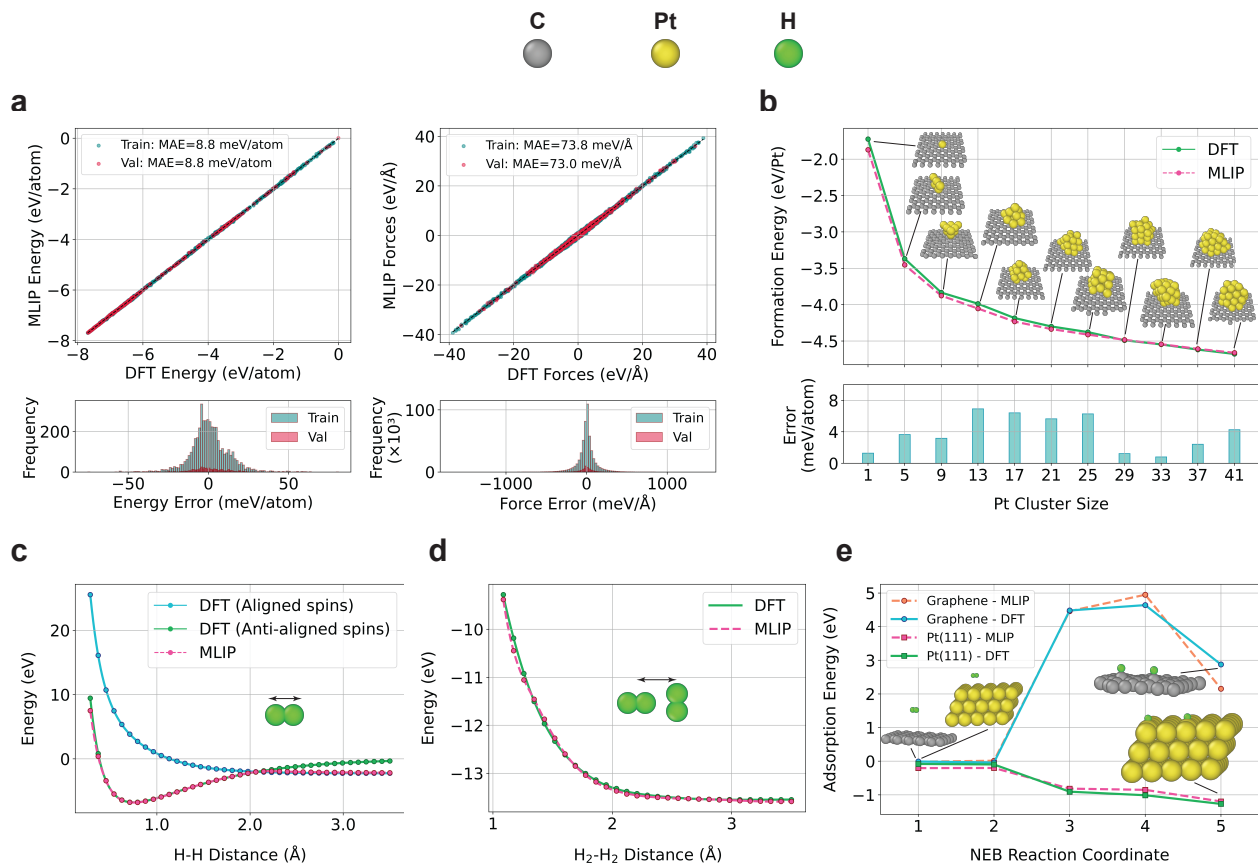 C Pt H
a
MLIP Energy (eV/atom)
0
−2
−4
−6
−8
Train: MAE=8.8 meV/atom
Val: MAE=8.8 meV/atom
−8 −6 −4 −2 0
DFT Energy (eV/atom)
MLIP Forces (eV/Å)
40
20
0
−20
−40
Train: MAE=73.8 meV/Å
Val: MAE=73.0 meV/Å
−40 −20 0 20 40
DFT Forces (eV/Å)
Frequency
200
0
Train
Val
−50 0 50
Energy Error (meV/atom)
Frequency
(×10³)
100
0
Train
Val
−1000 0 1000
Force Error (meV/Å)
b
Formation Energy (eV/Pt)
−2.0
−2.5
−3.0
−3.5
−4.0
−4.5
DFT
MLIP
Error
(meV/atom)
8
4
0
1 5 9 13 17 21 25 29 33 37 41
Pt Cluster Size
c
Energy (eV)
20
10
0
DFT (Aligned spins)
DFT (Anti-aligned spins)
MLIP
1.0 2.0 3.0
H-H Distance (Å)
d
Energy (eV)
−10
−11
−12
−13
DFT
MLIP
1 2 3
H₂-H₂ Distance (Å)
e
Adsorption Energy (eV)
5
4
3
2
1
0
−1
Graphene - MLIP
Graphene - DFT
Pt(111) - MLIP
Pt(111) - DFT
1 2 3 4 5
NEB Reaction Coordinate